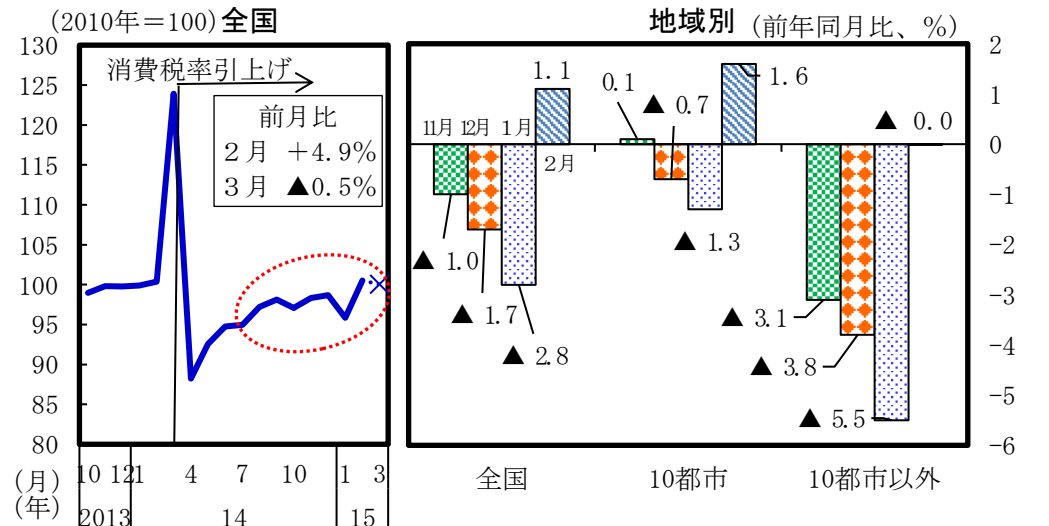 (2010年＝100)
全国
130
125
120
115
110
105
100
95
90
85
80
消費税率引上げ
前月比
２月 ＋4.9%
３月 ▲0.5%
(月) 10 12 1 4 7 10 1 3
(年) 2013 14 15
地域別
(前年同月比、%)
2
1
0
-1
-2
-3
-4
-5
-6
11月 12月 １月
２月
1.1
▲ 1.0
▲ 1.7
▲ 2.8
0.1
▲ 0.7
▲ 1.3
1.6
▲ 3.1
▲ 3.8
▲ 5.5
▲ 0.0
全国 10都市 10都市以外